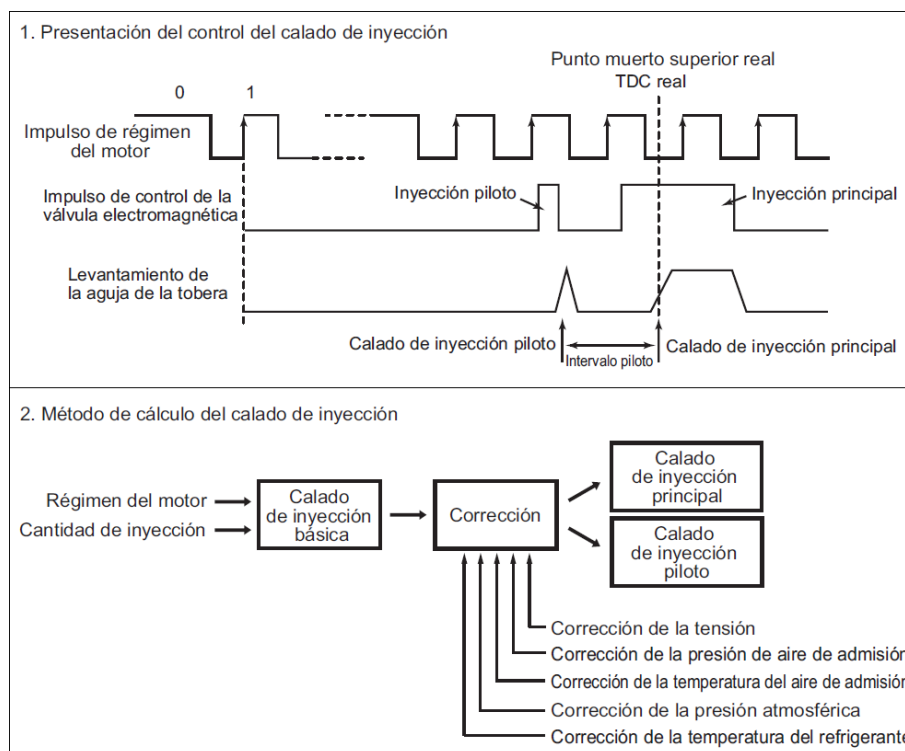 1. Presentación del control del calado de inyección
Punto muerto superior real
TDC real
0 1
Impulso de régimen
del motor
Inyección piloto
Inyección principal
Impulso de control de la
válvula electromagnética
Levantamiento de
la aguja de la tobera
Calado de inyección piloto
Intervalo piloto
Calado de inyección principal
2. Método de cálculo del calado de inyección
Régimen del motor
Cantidad de inyección
Calado
de inyección
básica
Corrección
Calado
de inyección
principal
Calado
de inyección
piloto
Corrección de la tensión
Corrección de la presión de aire de admisión
Corrección de la temperatura del aire de admisión
Corrección de la presión atmosférica
Corrección de la temperatura del refrigerante